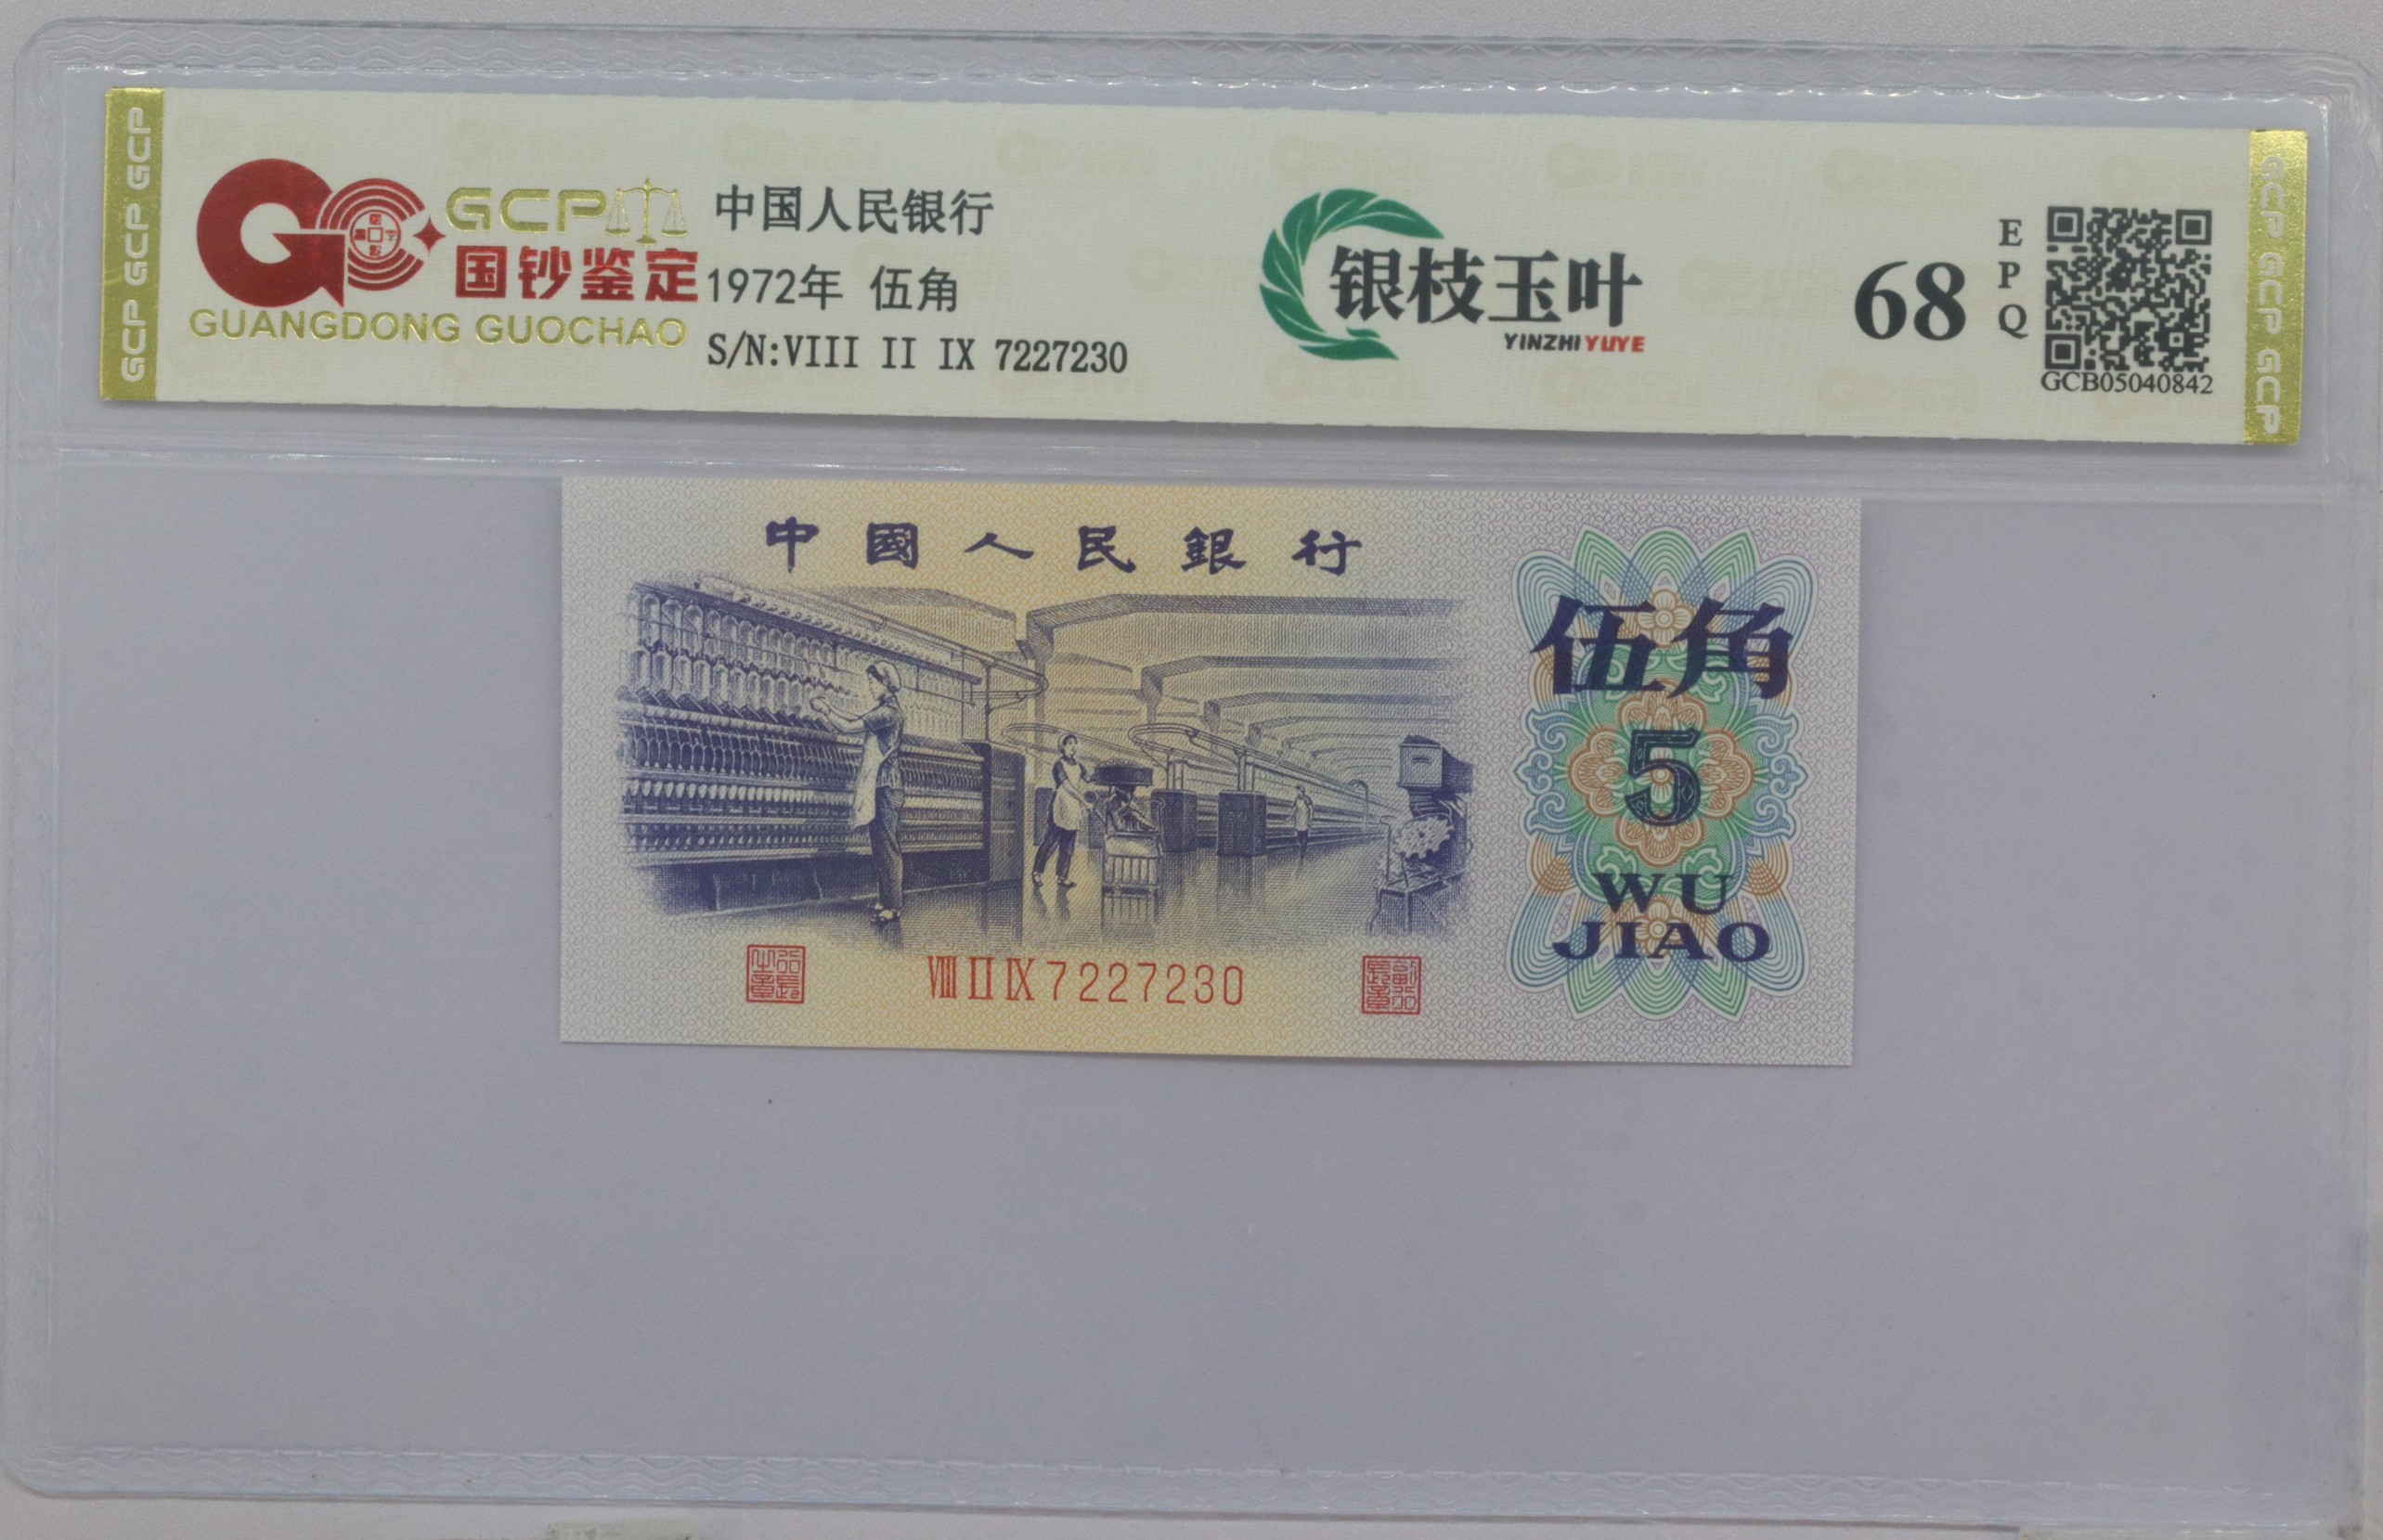 GCP GCP GCP
GCP
国钞鉴定
GUANGDONG GUOCHAO
中国人民银行
1972年 伍角
S/N:VIII II IX 7227230
银枝玉叶
YINZHIYUYE
68
EPQ
GCB05040842
GCP GCP GCP
中國人民銀行
伍角
5
WU
JIAO
VIII II IX 7227230